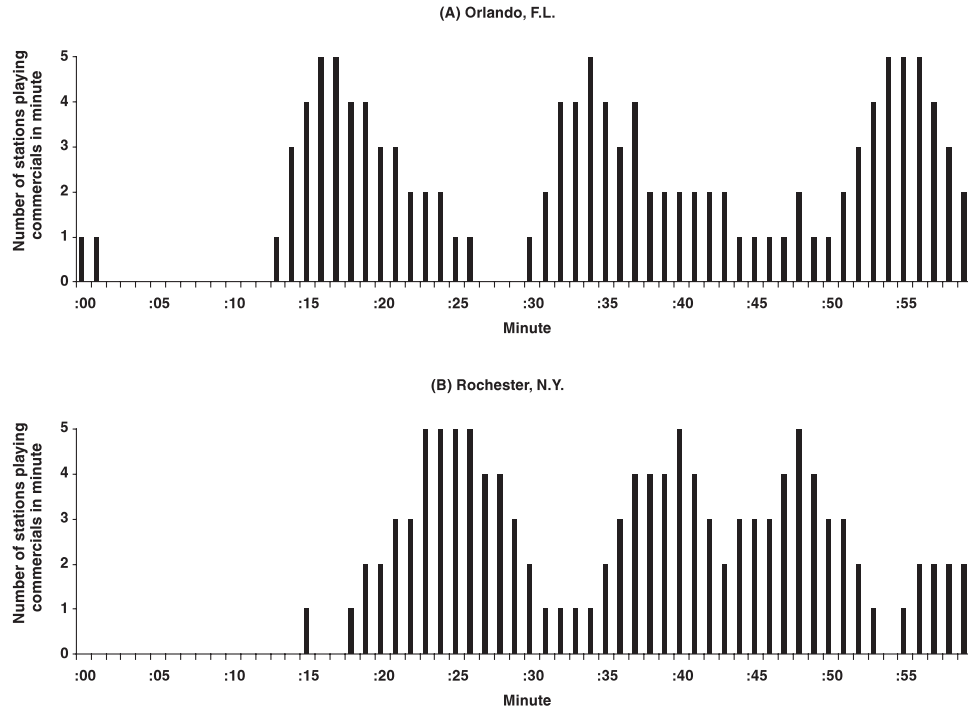 (A) Orlando, F.L.
Number of stations playing
commercials in minute
5
4
3
2
1
0
:00 :05 :10 :15 :20 :25 :30 :35 :40 :45 :50 :55
Minute
(B) Rochester, N.Y.
Number of stations playing
commercials in minute
5
4
3
2
1
0
:00 :05 :10 :15 :20 :25 :30 :35 :40 :45 :50 :55
Minute